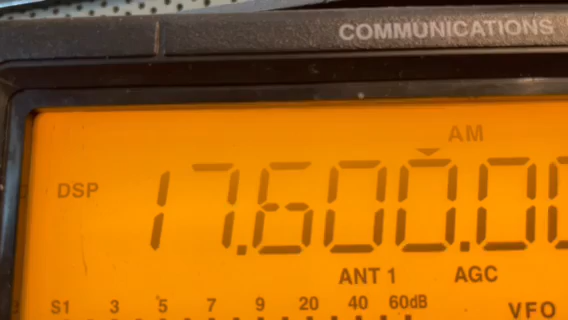 COMMUNICATIONS
AM
DSP
17.600.00
ANT 1 AGC
S1 3 5 7 9 20 40 60dB
VFO